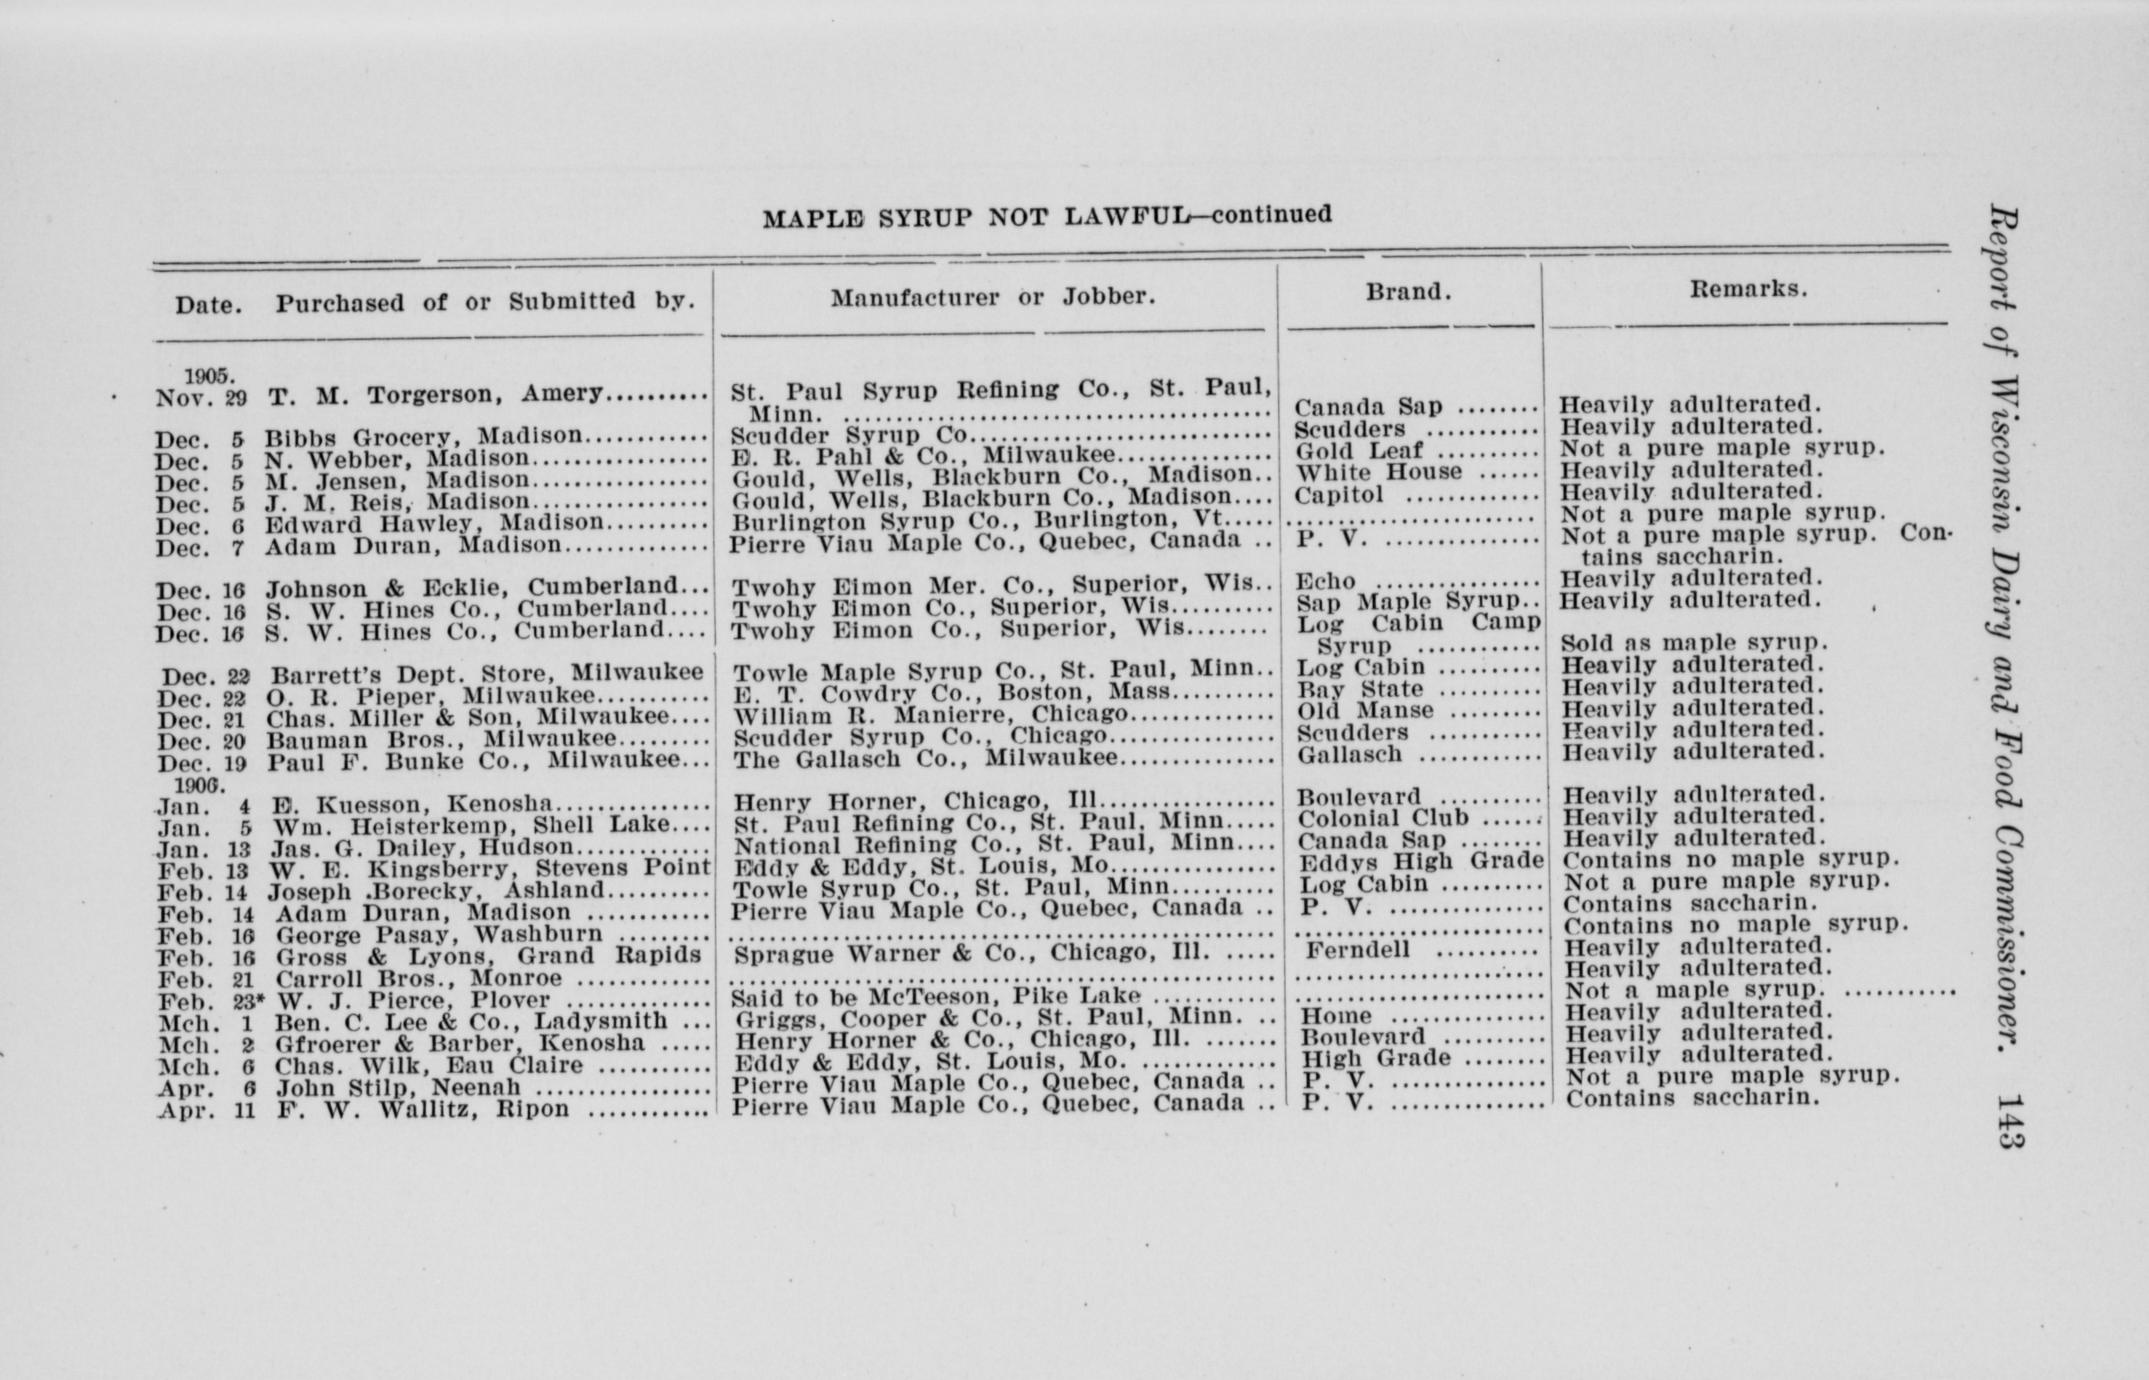 MAPLE SYRUP NOT LAWFUL—continued
Date. Purchased of or Submitted by. Manufacturer or Jobber. Brand. Remarks.
1905.
Nov. 29 T. M. Torgerson, Amery.......... St. Paul Syrup Refining Co., St. Paul,
Minn. ........................................ Canada Sap ........ Heavily adulterated.
Dec. 5 Bibbs Grocery, Madison............ Scudder Syrup Co............................. Scudders ........... Heavily adulterated.
Dec. 5 N. Webber, Madison................. E. R. Pahl & Co., Milwaukee............... Gold Leaf .......... Not a pure maple syrup.
Dec. 5 M. Jensen, Madison................. Gould, Wells, Blackburn Co., Madison.. White House ...... Heavily adulterated.
Dec. 5 J. M. Reis, Madison................. Gould, Wells, Blackburn Co., Madison.... Capitol ............. Heavily adulterated.
Dec. 6 Edward Hawley, Madison.......... Burlington Syrup Co., Burlington, Vt..... ........................ Not a pure maple syrup.
Dec. 7 Adam Duran, Madison.............. Pierre Viau Maple Co., Quebec, Canada .. P. V. ............... Not a pure maple syrup. Con-
tains saccharin.
Dec. 16 Johnson & Ecklie, Cumberland... Twohy Eimon Mer. Co., Superior, Wis.. Echo ................ Heavily adulterated.
Dec. 16 S. W. Hines Co., Cumberland.... Twohy Eimon Co., Superior, Wis.......... Sap Maple Syrup.. Heavily adulterated.
Dec. 16 S. W. Hines Co., Cumberland.... Twohy Eimon Co., Superior, Wis........ Log Cabin Camp
Syrup ............ Sold as maple syrup.
Dec. 22 Barrett's Dept. Store, Milwaukee Towle Maple Syrup Co., St. Paul, Minn.. Log Cabin .......... Heavily adulterated.
Dec. 22 O. R. Pieper, Milwaukee........... E. T. Cowdry Co., Boston, Mass.......... Bay State .......... Heavily adulterated.
Dec. 21 Chas. Miller & Son, Milwaukee.... William R. Manierre, Chicago.............. Old Manse ......... Heavily adulterated.
Dec. 20 Bauman Bros., Milwaukee......... Scudder Syrup Co., Chicago................ Scudders ........... Heavily adulterated.
Dec. 19 Paul F. Bunke Co., Milwaukee... The Gallasch Co., Milwaukee............... Gallasch ............ Heavily adulterated.
1906.
Jan. 4 E. Kuesson, Kenosha............... Henry Horner, Chicago, Ill................. Boulevard .......... Heavily adulterated.
Jan. 5 Wm. Heisterkemp, Shell Lake.... St. Paul Refining Co., St. Paul, Minn..... Colonial Club ...... Heavily adulterated.
Jan. 13 Jas. G. Dailey, Hudson............. National Refining Co., St. Paul, Minn.... Canada Sap ........ Heavily adulterated.
Feb. 13 W. E. Kingsberry, Stevens Point Eddy & Eddy, St. Louis, Mo................ Eddys High Grade Contains no maple syrup.
Feb. 14 Joseph Borecky, Ashland.......... Towle Syrup Co., St. Paul, Minn.......... Log Cabin .......... Not a pure maple syrup.
Feb. 14 Adam Duran, Madison ............ Pierre Viau Maple Co., Quebec, Canada .. P. V. ............... Contains saccharin.
Feb. 16 George Pasay, Washburn ......... ...................................................... ........................ Contains no maple syrup.
Feb. 16 Gross & Lyons, Grand Rapids Sprague Warner & Co., Chicago, Ill. ..... Ferndell .......... Heavily adulterated.
Feb. 21 Carroll Bros., Monroe ............. ...................................................... ........................ Heavily adulterated.
Feb. 23* W. J. Pierce, Plover .............. Said to be McTeeson, Pike Lake ............ ........................ Not a maple syrup. ...........
Mch. 1 Ben. C. Lee & Co., Ladysmith ... Griggs, Cooper & Co., St. Paul, Minn. .. Home ............... Heavily adulterated.
Mch. 2 Gfroerer & Barber, Kenosha ..... Henry Horner & Co., Chicago, Ill. ....... Boulevard .......... Heavily adulterated.
Mch. 6 Chas. Wilk, Eau Claire ........... Eddy & Eddy, St. Louis, Mo. ............. High Grade ........ Heavily adulterated.
Apr. 6 John Stilp, Neenah ................. Pierre Viau Maple Co., Quebec, Canada .. P. V. ............... Not a pure maple syrup.
Apr. 11 F. W. Wallitz, Ripon ............ Pierre Viau Maple Co., Quebec, Canada .. P. V. ............... Contains saccharin.
Report of Wisconsin Dairy and Food Commissioner. 143